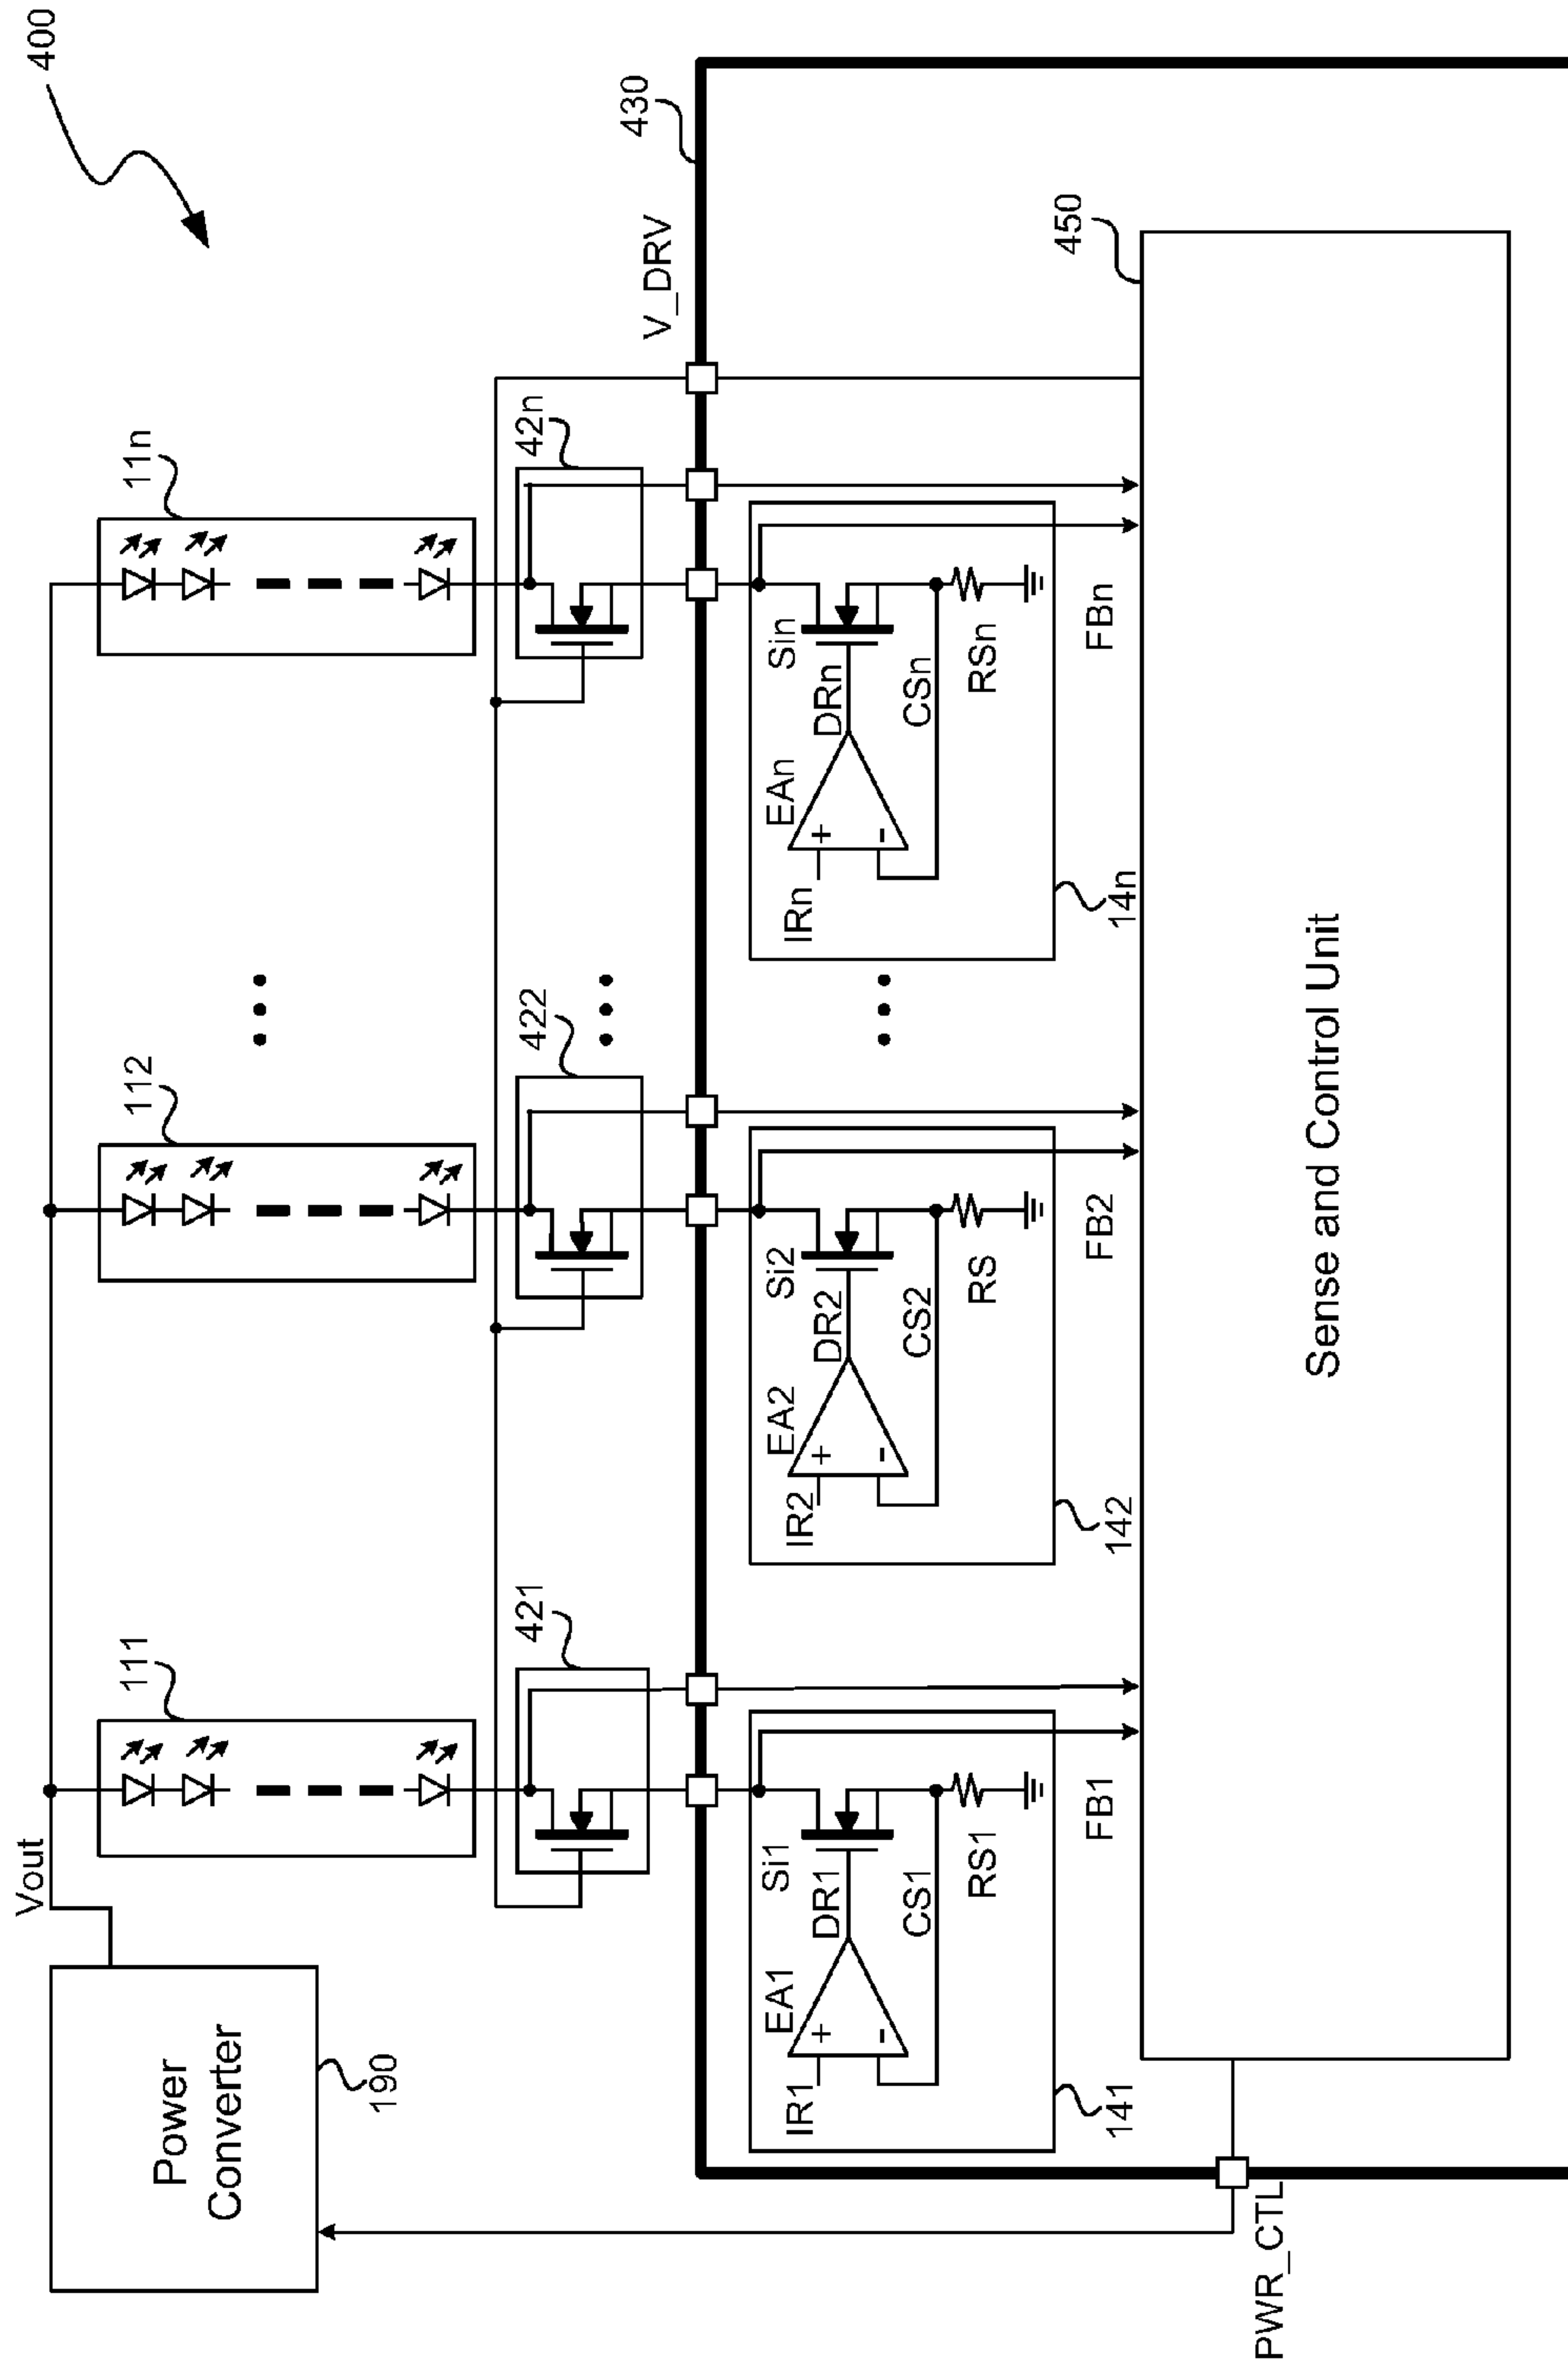 400
Vout
Power
Converter
190
111
112
11n
421
422
42n
V_DRV
430
EA1
Si1
IR1
DR1
CS1
RS1
141
FB1
EA2
Si2
IR2
DR2
CS2
RS
142
FB2
EAn
Sin
IRn
DRn
CSn
RSn
14n
FBn
+
-
+
-
+
-
450
Sense and Control Unit
PWR_CTL